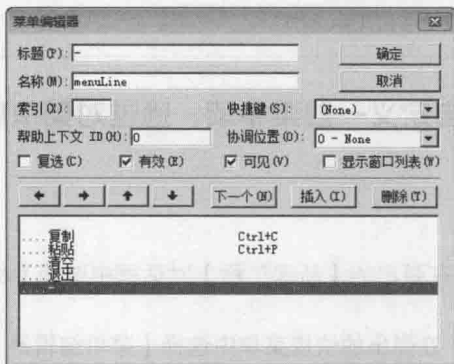 菜单编辑器
标题(P): -
确定
名称(M): menuLine
取消
索引(X):
快捷键(S): (None)
帮助上下文 ID(H): 0
协调位置(O): 0 - None
复选(C) 有效(E) 可见(V) 显示窗口列表(W)
下一个(N) 插入(I) 删除(T)
....复制 Ctrl+C
....粘贴 Ctrl+P
....清空
....退出
....-